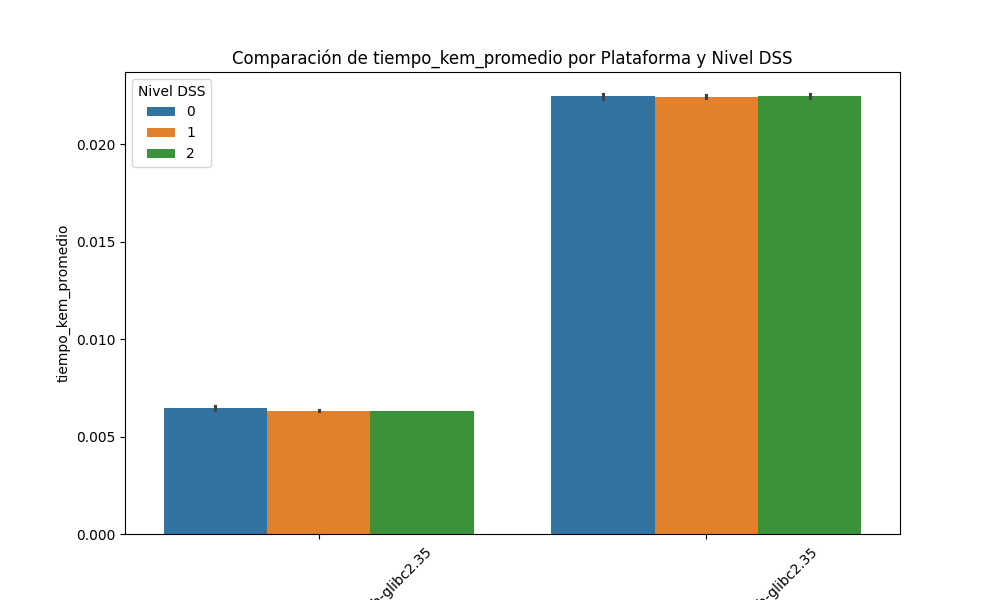 Comparación de tiempo_kem_promedio por Plataforma y Nivel DSS
Nivel DSS
0
1
2
0.020
0.015
0.010
0.005
0.000
tiempo_kem_promedio
-glibc2.35
-glibc2.35